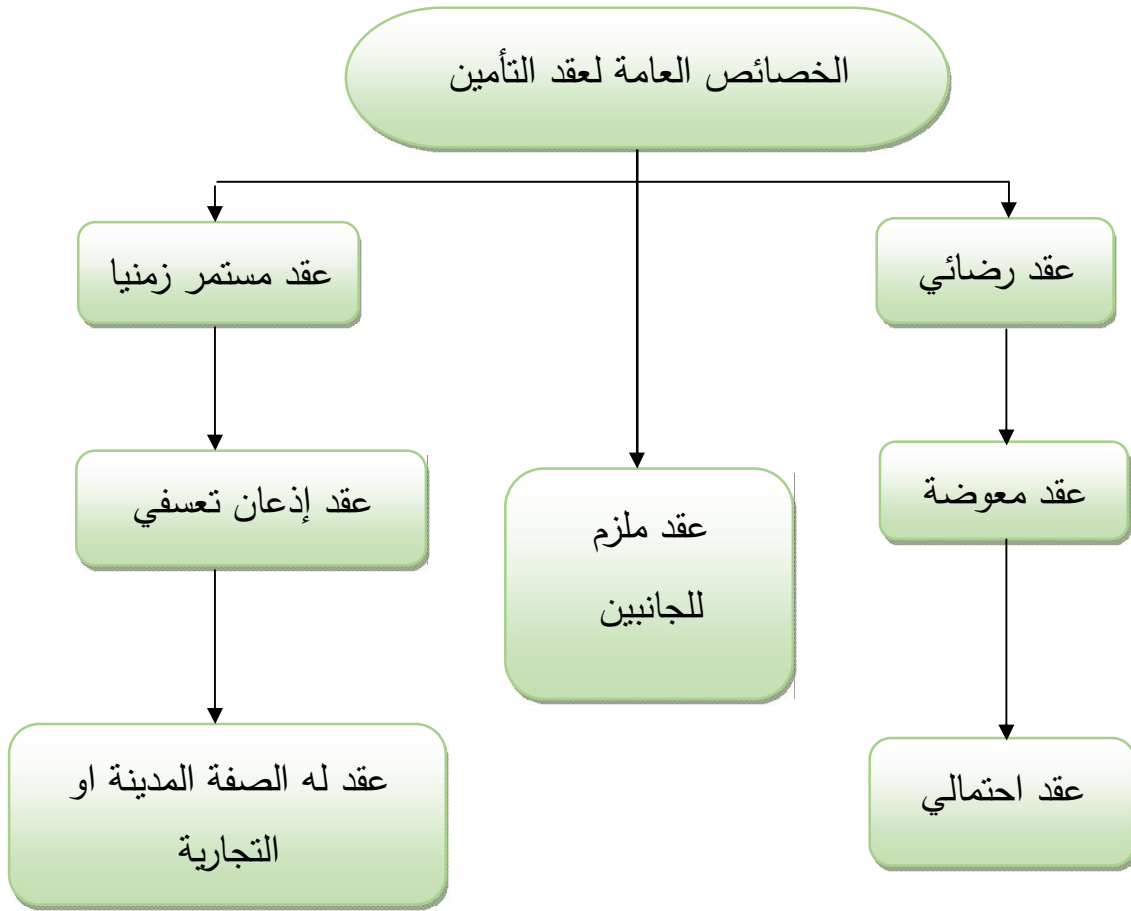 الخصائص العامة لعقد التأمين
عقد رضائي
عقد مستمر زمنيا
عقد معوضة
عقد إذعان تعسفي
عقد ملزم
للجانبين
عقد احتمالي
عقد له الصفة المدينة او
التجارية